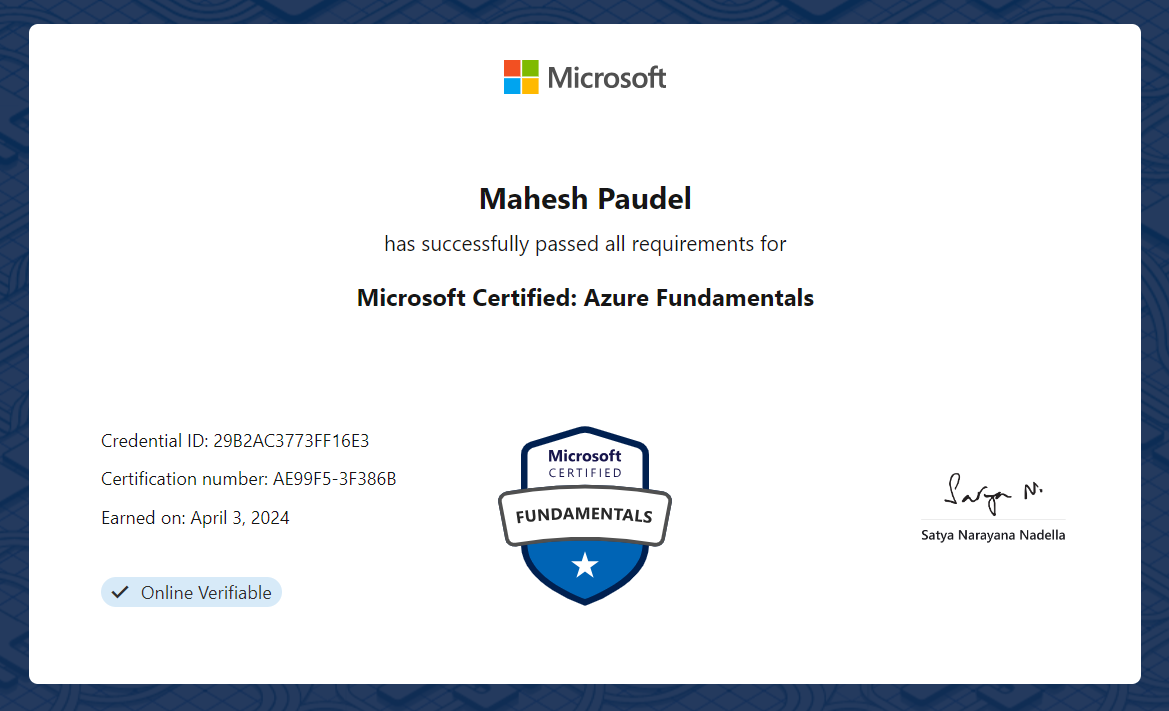 Microsoft
Mahesh Paudel
has successfully passed all requirements for
Microsoft Certified: Azure Fundamentals
Credential ID: 29B2AC3773FF16E3
Certification number: AE99F5-3F386B
Earned on: April 3, 2024
Online Verifiable
Microsoft
CERTIFIED
FUNDAMENTALS
Satya N.
Satya Narayana Nadella